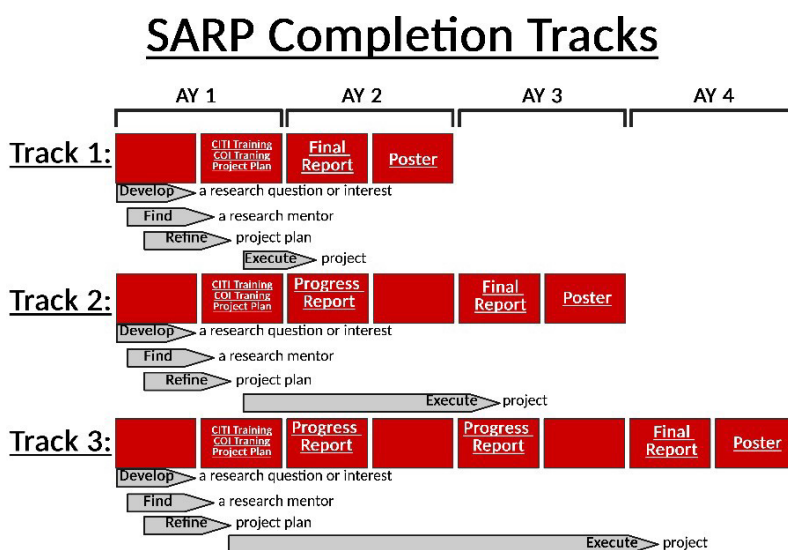 SARP Completion Tracks
AY 1 AY 2 AY 3 AY 4
Track 1:
CITI Training
COI Traning
Project Plan
Final
Report
Poster
Develop a research question or interest
Find a research mentor
Refine project plan
Execute project
Track 2:
CITI Training
COI Traning
Project Plan
Progress
Report
Final
Report
Poster
Develop a research question or interest
Find a research mentor
Refine project plan
Execute project
Track 3:
CITI Training
COI Traning
Project Plan
Progress
Report
Progress
Report
Final
Report
Poster
Develop a research question or interest
Find a research mentor
Refine project plan
Execute project